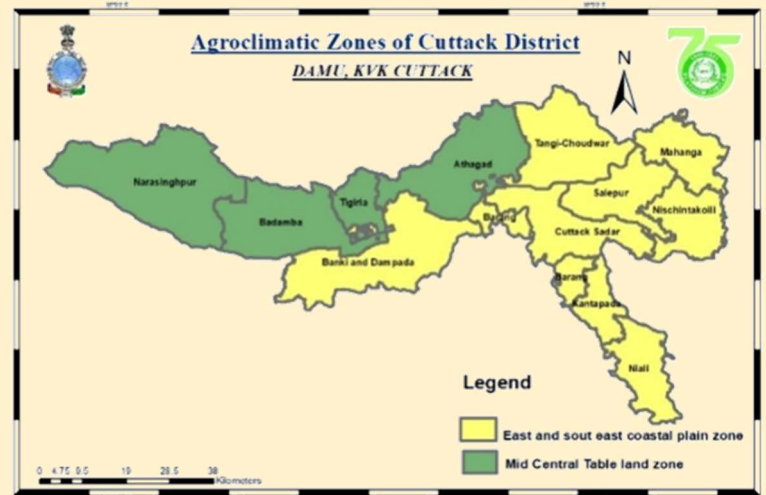 Agroclimatic Zones of Cuttack District
DAMU, KVK CUTTACK
N
75
Tangi-Choudwar
Mahanga
Athagad
Narasinghpur
Salepur
Tigiria
Nischintakoili
Badamba
Cuttack Sadar
Banki and Dampada
Barang
Kantapada
Niali
Legend
East and sout east coastal plain zone
Mid Central Table land zone
0 4.75 9.5 19 28.5 38
Kilometers